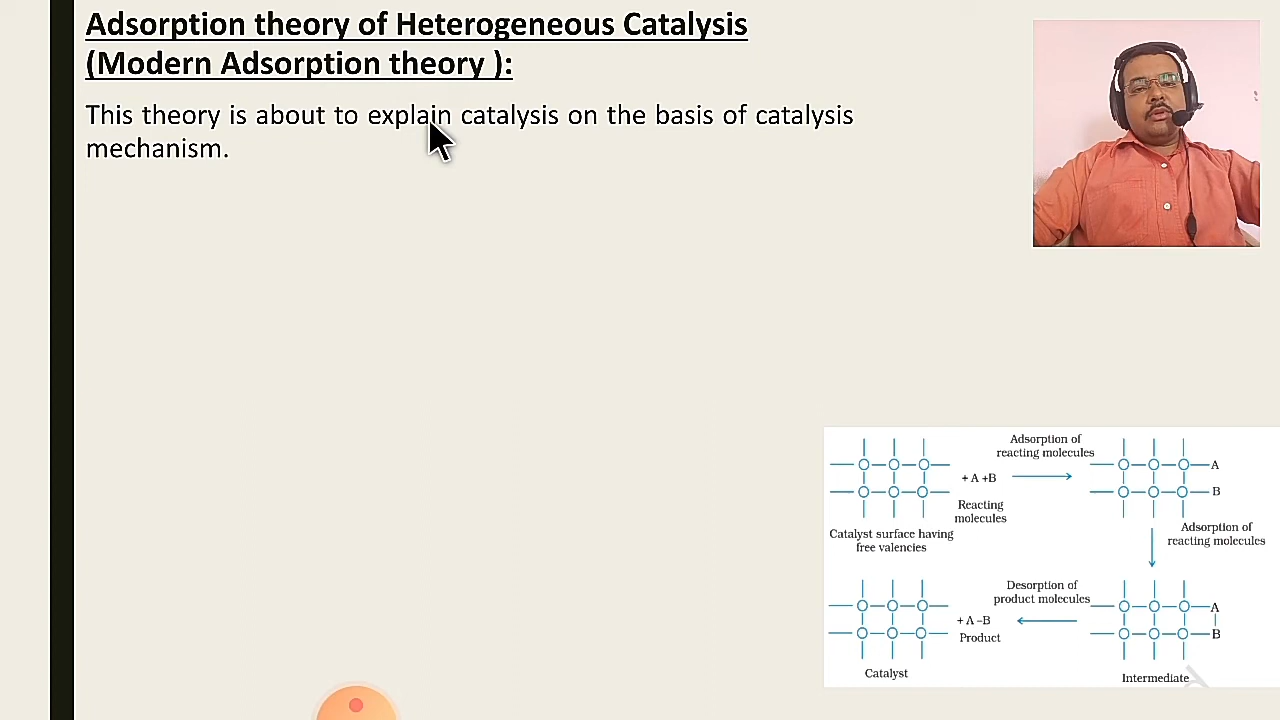 Adsorption theory of Heterogeneous Catalysis
(Modern Adsorption theory ):
This theory is about to explain catalysis on the basis of catalysis
mechanism.
Adsorption of
reacting molecules
+ A +B
A
B
Reacting
molecules
Catalyst surface having
free valencies
Adsorption of
reacting molecules
Desorption of
product molecules
+ A –B
Product
A
B
Catalyst
Intermediate